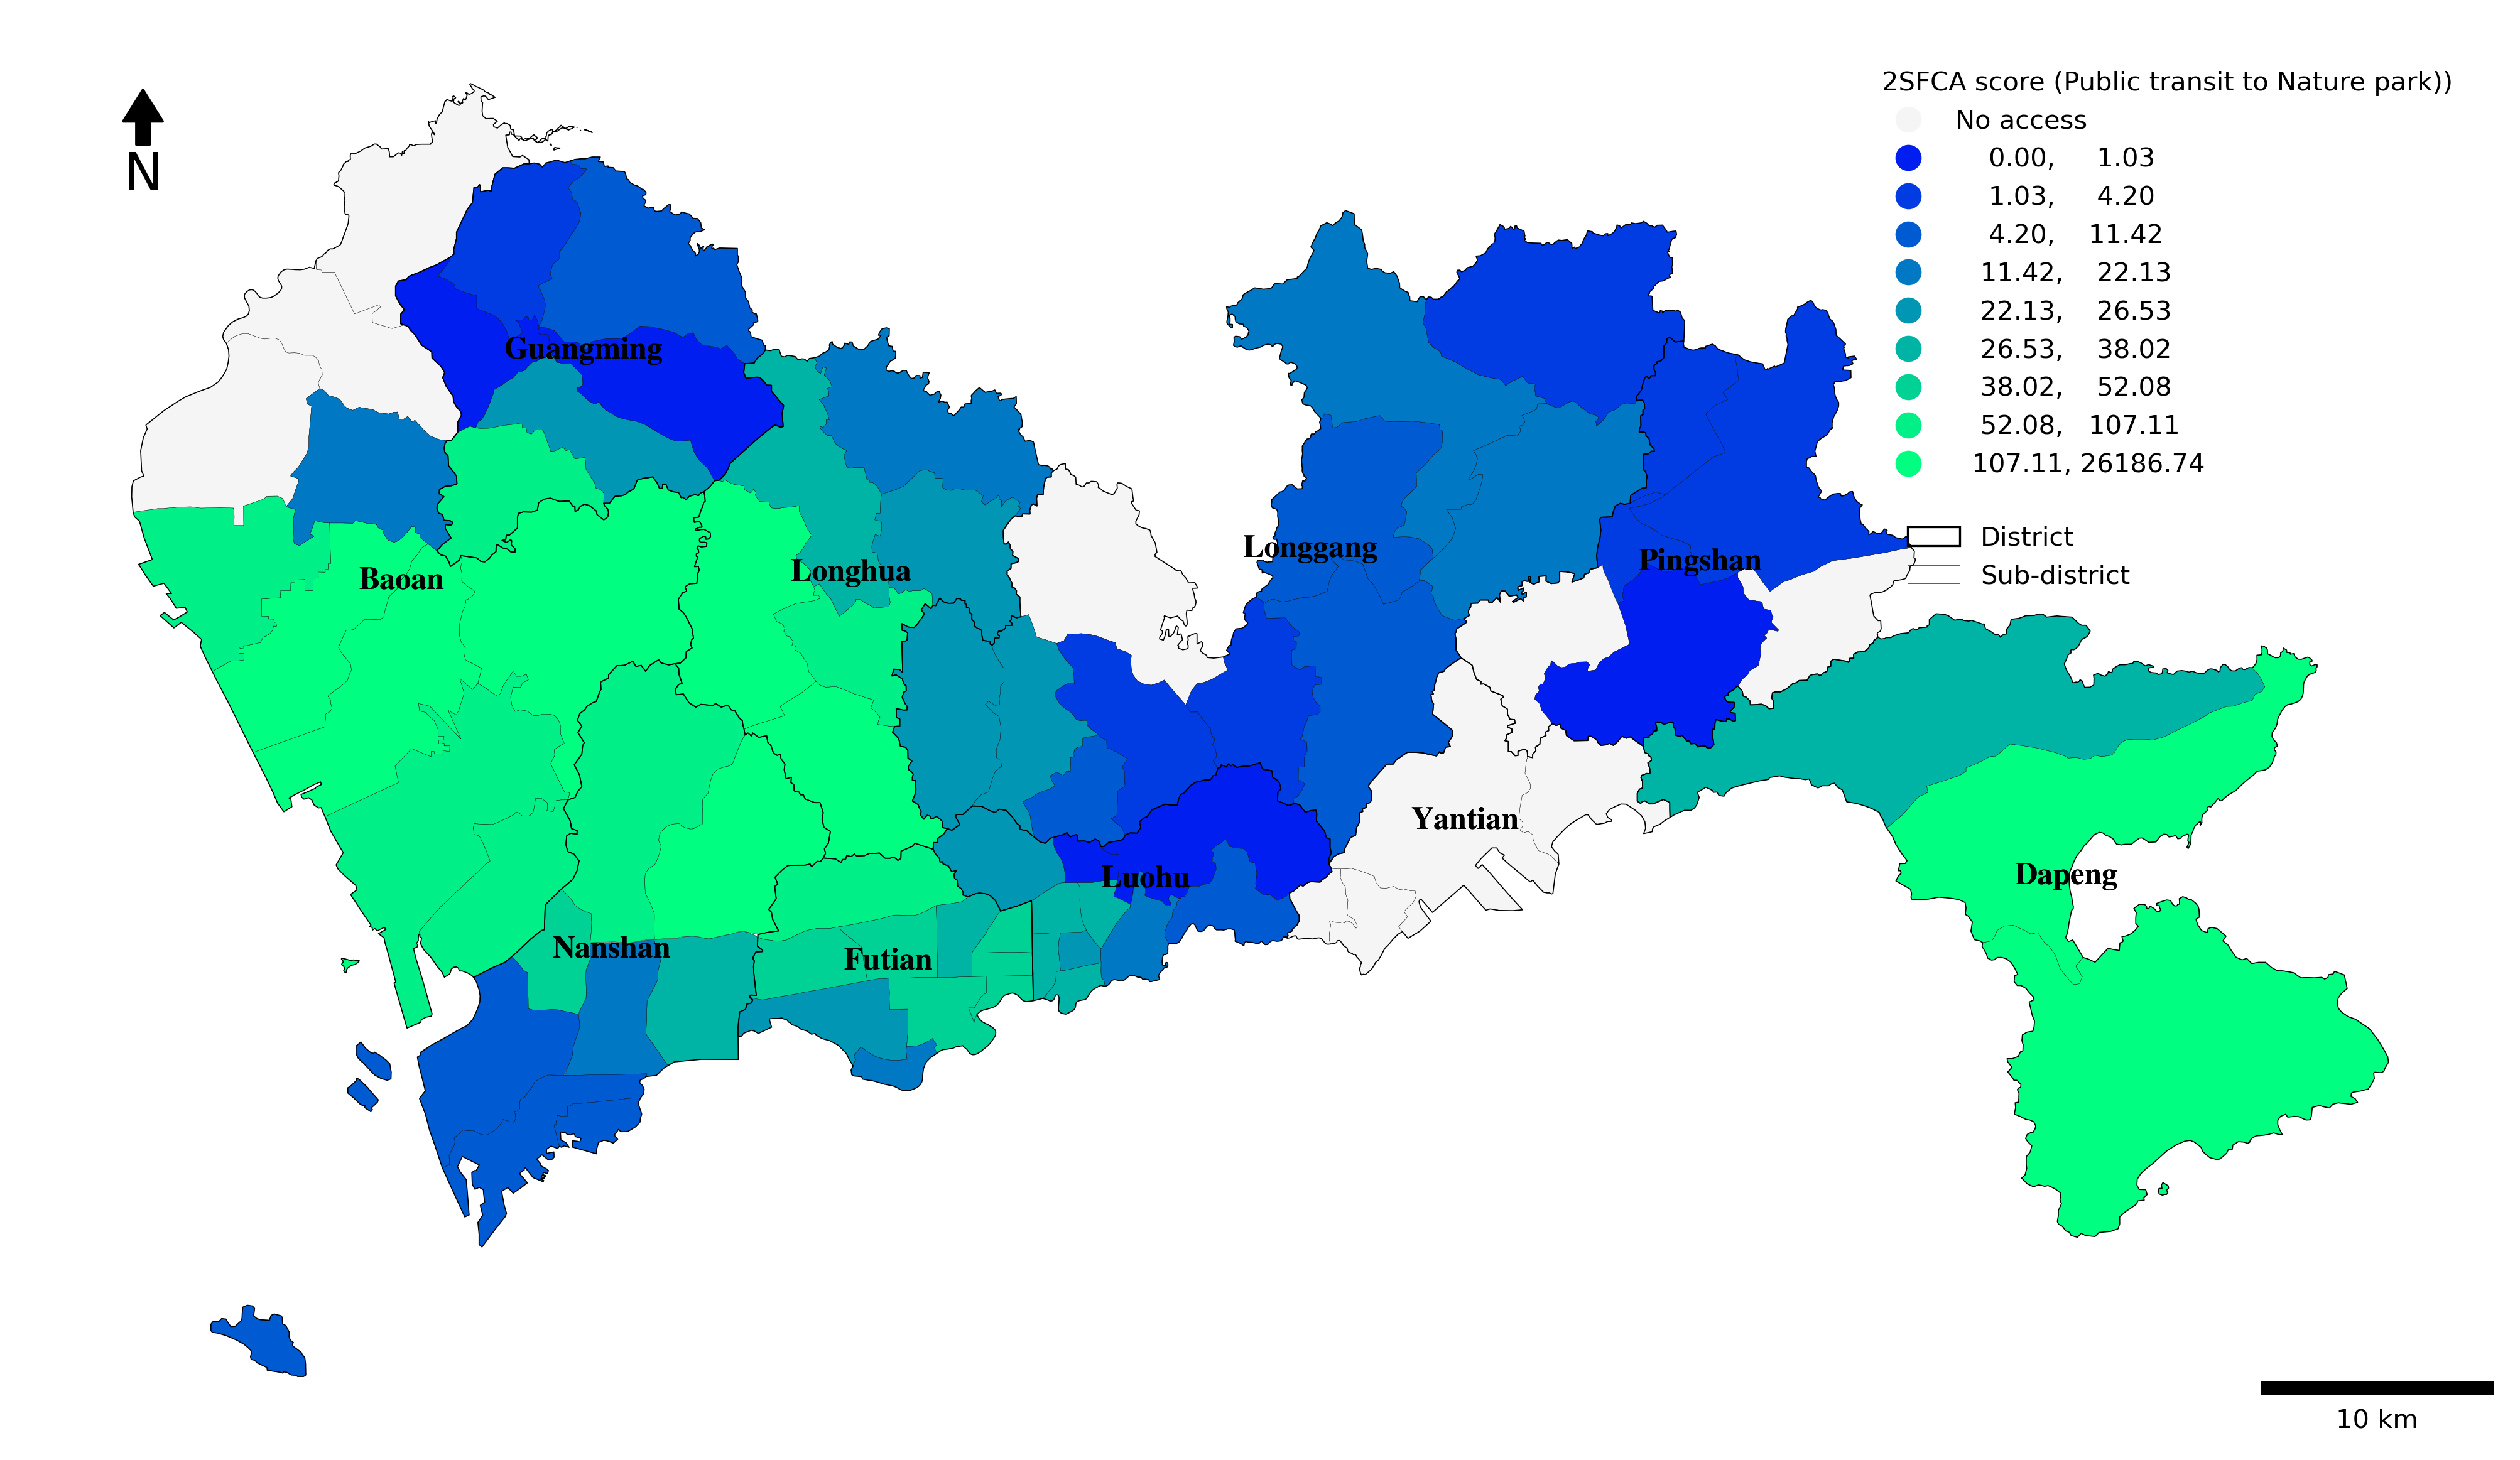 2SFCA score (Public transit to Nature park))
N
No access
0.00, 1.03
1.03, 4.20
4.20, 11.42
11.42, 22.13
22.13, 26.53
26.53, 38.02
38.02, 52.08
52.08, 107.11
107.11, 26186.74
District
Sub-district
Guangming
Baoan
Longhua
Longgang
Pingshan
Yantian
Luohu
Dapeng
Nanshan
Futian
10 km